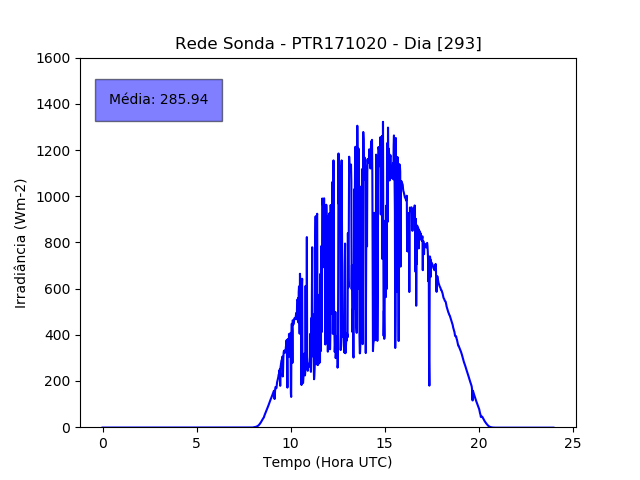 Rede Sonda - PTR171020 - Dia [293]
1600
1400
1200
1000
800
600
400
200
0
Irradiância (Wm-2)
Média: 285.94
0 5 10 15 20 25
Tempo (Hora UTC)